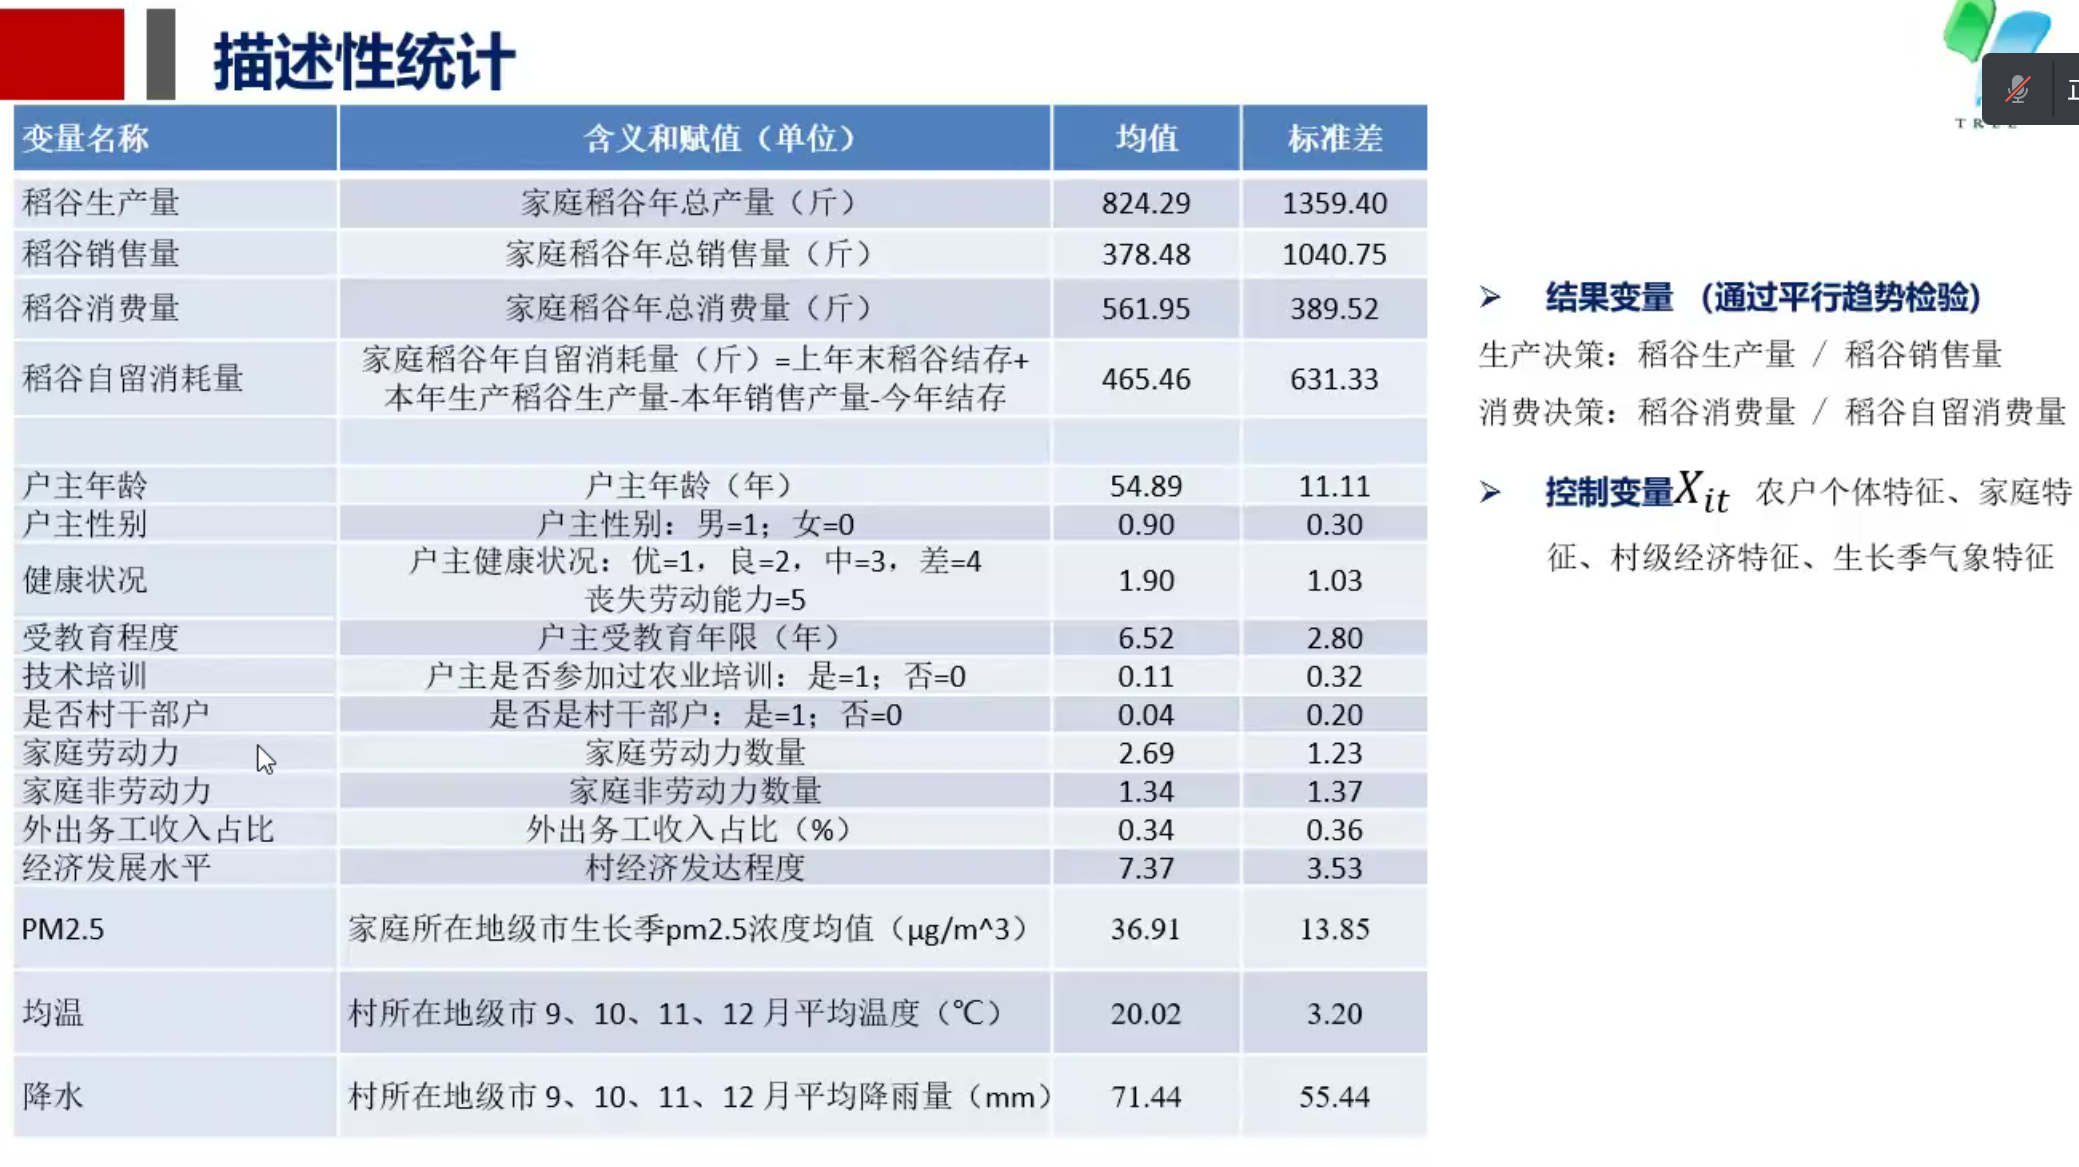 描述性统计
变量名称 含义和赋值（单位） 均值 标准差
稻谷生产量 家庭稻谷年总产量（斤） 824.29 1359.40
稻谷销售量 家庭稻谷年总销售量（斤） 378.48 1040.75
稻谷消费量 家庭稻谷年总消费量（斤） 561.95 389.52
稻谷自留消耗量 家庭稻谷年自留消耗量（斤）=上年末稻谷结存+
本年生产稻谷生产量-本年销售产量-今年结存 465.46 631.33
户主年龄 户主年龄（年） 54.89 11.11
户主性别 户主性别：男=1；女=0 0.90 0.30
健康状况 户主健康状况：优=1，良=2，中=3，差=4
丧失劳动能力=5 1.90 1.03
受教育程度 户主受教育年限（年） 6.52 2.80
技术培训 户主是否参加过农业培训：是=1；否=0 0.11 0.32
是否村干部户 是否是村干部户：是=1；否=0 0.04 0.20
家庭劳动力 家庭劳动力数量 2.69 1.23
家庭非劳动力 家庭非劳动力数量 1.34 1.37
外出务工收入占比 外出务工收入占比（%） 0.34 0.36
经济发展水平 村经济发达程度 7.37 3.53
PM2.5 家庭所在地级市生长季pm2.5浓度均值（μg/m^3） 36.91 13.85
均温 村所在地级市 9、10、11、12 月平均温度（℃） 20.02 3.20
降水 村所在地级市 9、10、11、12 月平均降雨量（mm） 71.44 55.44
➢ 结果变量 (通过平行趋势检验)
生产决策：稻谷生产量 / 稻谷销售量
消费决策：稻谷消费量 / 稻谷自留消费量
➢ 控制变量X_it 农户个体特征、家庭特
征、村级经济特征、生长季气象特征